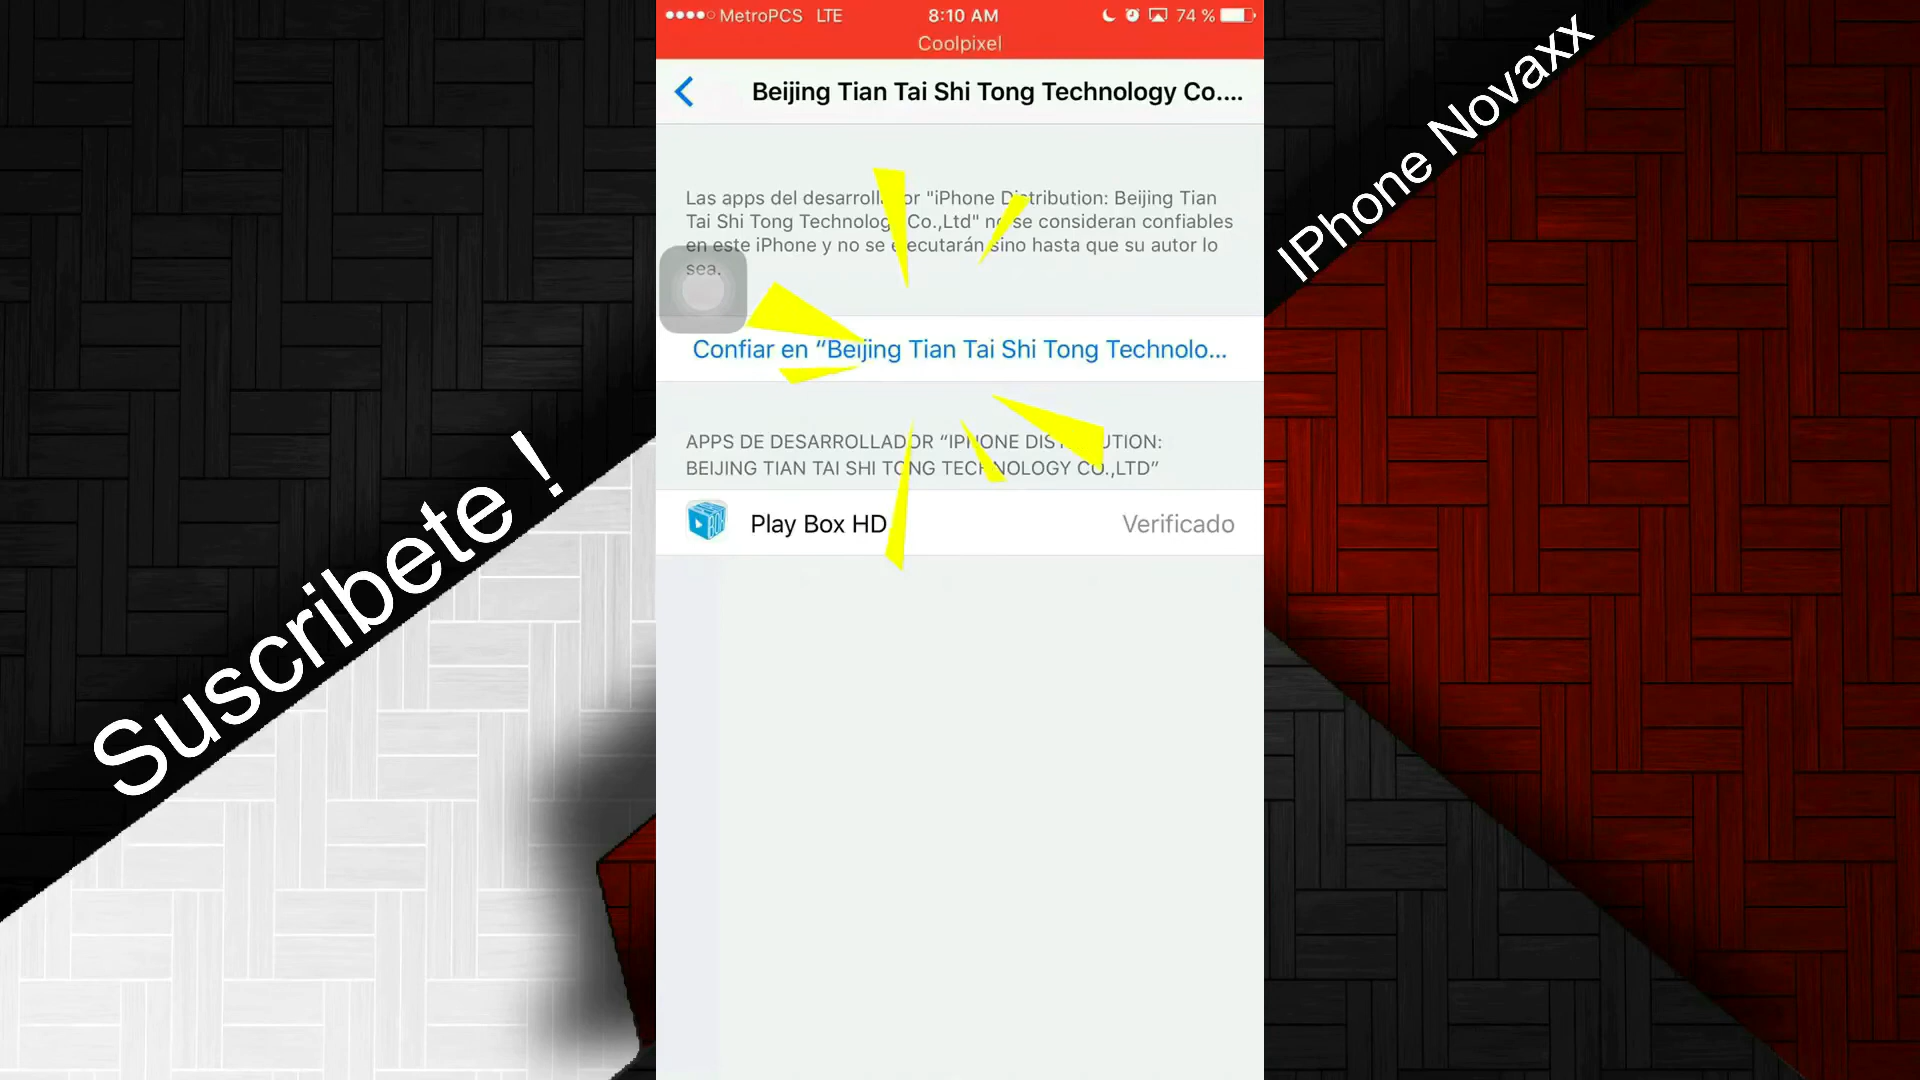 MetroPCS LTE 8:10 AM 74 %
Coolpixel
Beijing Tian Tai Shi Tong Technology Co....
Las apps del desarrollador "iPhone Distribution: Beijing Tian
Tai Shi Tong Technology Co.,Ltd" no se consideran confiables
en este iPhone y no se ejecutarán sino hasta que su autor lo
sea.
Confiar en “Beijing Tian Tai Shi Tong Technolo...
APPS DE DESARROLLADOR “IPHONE DISTRIBUTION:
BEIJING TIAN TAI SHI TONG TECHNOLOGY CO.,LTD”
Play Box HD Verificado
Suscribete !
IPhone Novaxx